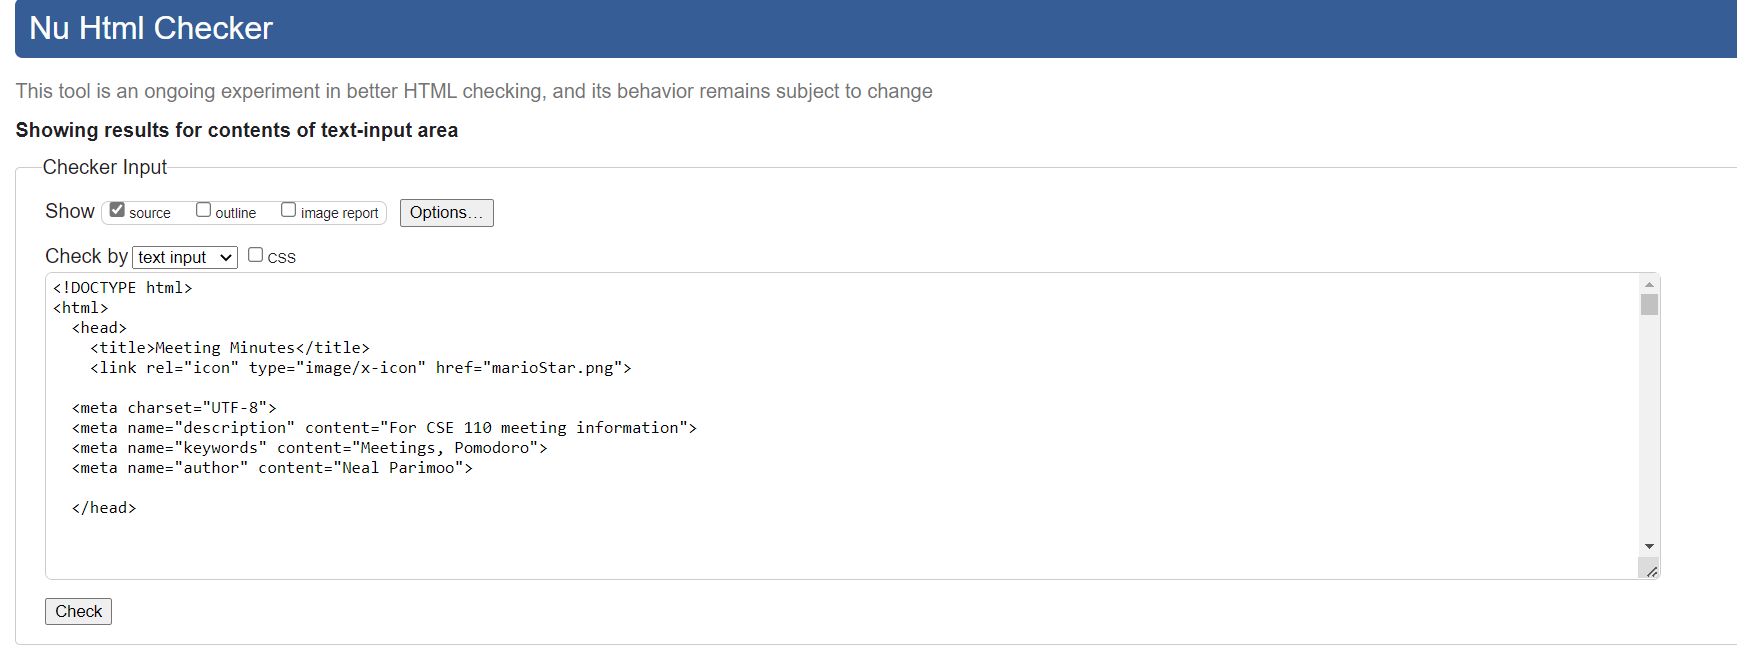 Nu Html Checker
This tool is an ongoing experiment in better HTML checking, and its behavior remains subject to change
Showing results for contents of text-input area
Checker Input
Show source outline image report Options...
Check by text input CSS
<!DOCTYPE html>
<html>
  <head>
    <title>Meeting Minutes</title>
    <link rel="icon" type="image/x-icon" href="marioStar.png">
  <meta charset="UTF-8">
  <meta name="description" content="For CSE 110 meeting information">
  <meta name="keywords" content="Meetings, Pomodoro">
  <meta name="author" content="Neal Parimoo">
  </head>
Check